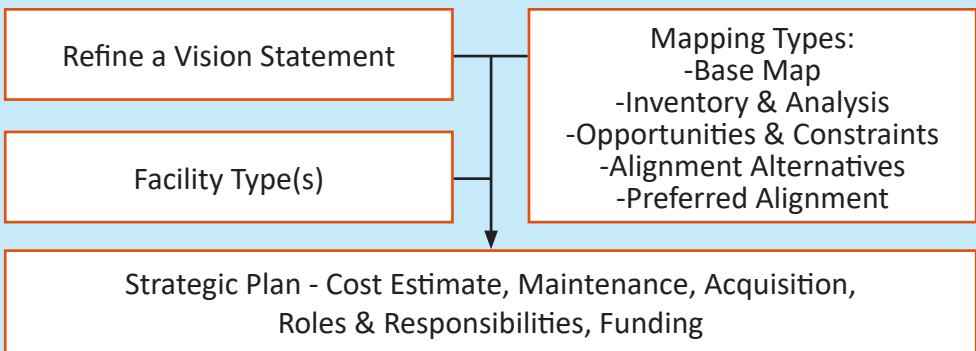 Refine a Vision Statement
Facility Type(s)
Mapping Types:
-Base Map
-Inventory & Analysis
-Opportunities & Constraints
-Alignment Alternatives
-Preferred Alignment
Strategic Plan - Cost Estimate, Maintenance, Acquisition,
Roles & Responsibilities, Funding